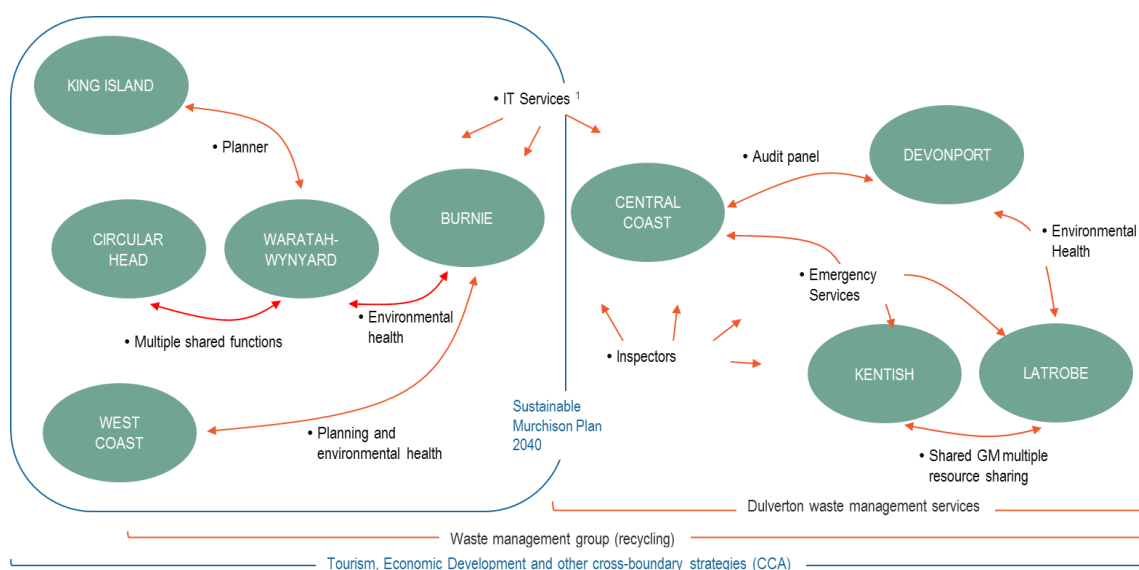 KING ISLAND
• Planner
• IT Services 1
• Audit panel
DEVONPORT
CIRCULAR
HEAD
WARATAH-
WYNYARD
BURNIE
CENTRAL
COAST
• Environmental
Health
• Multiple shared functions
• Environmental
health
• Emergency
Services
• Inspectors
KENTISH
LATROBE
WEST
COAST
• Planning and
environmental health
Sustainable
Murchison Plan
2040
• Shared GM multiple
resource sharing
Dulverton waste management services
Waste management group (recycling)
Tourism, Economic Development and other cross-boundary strategies (CCA)